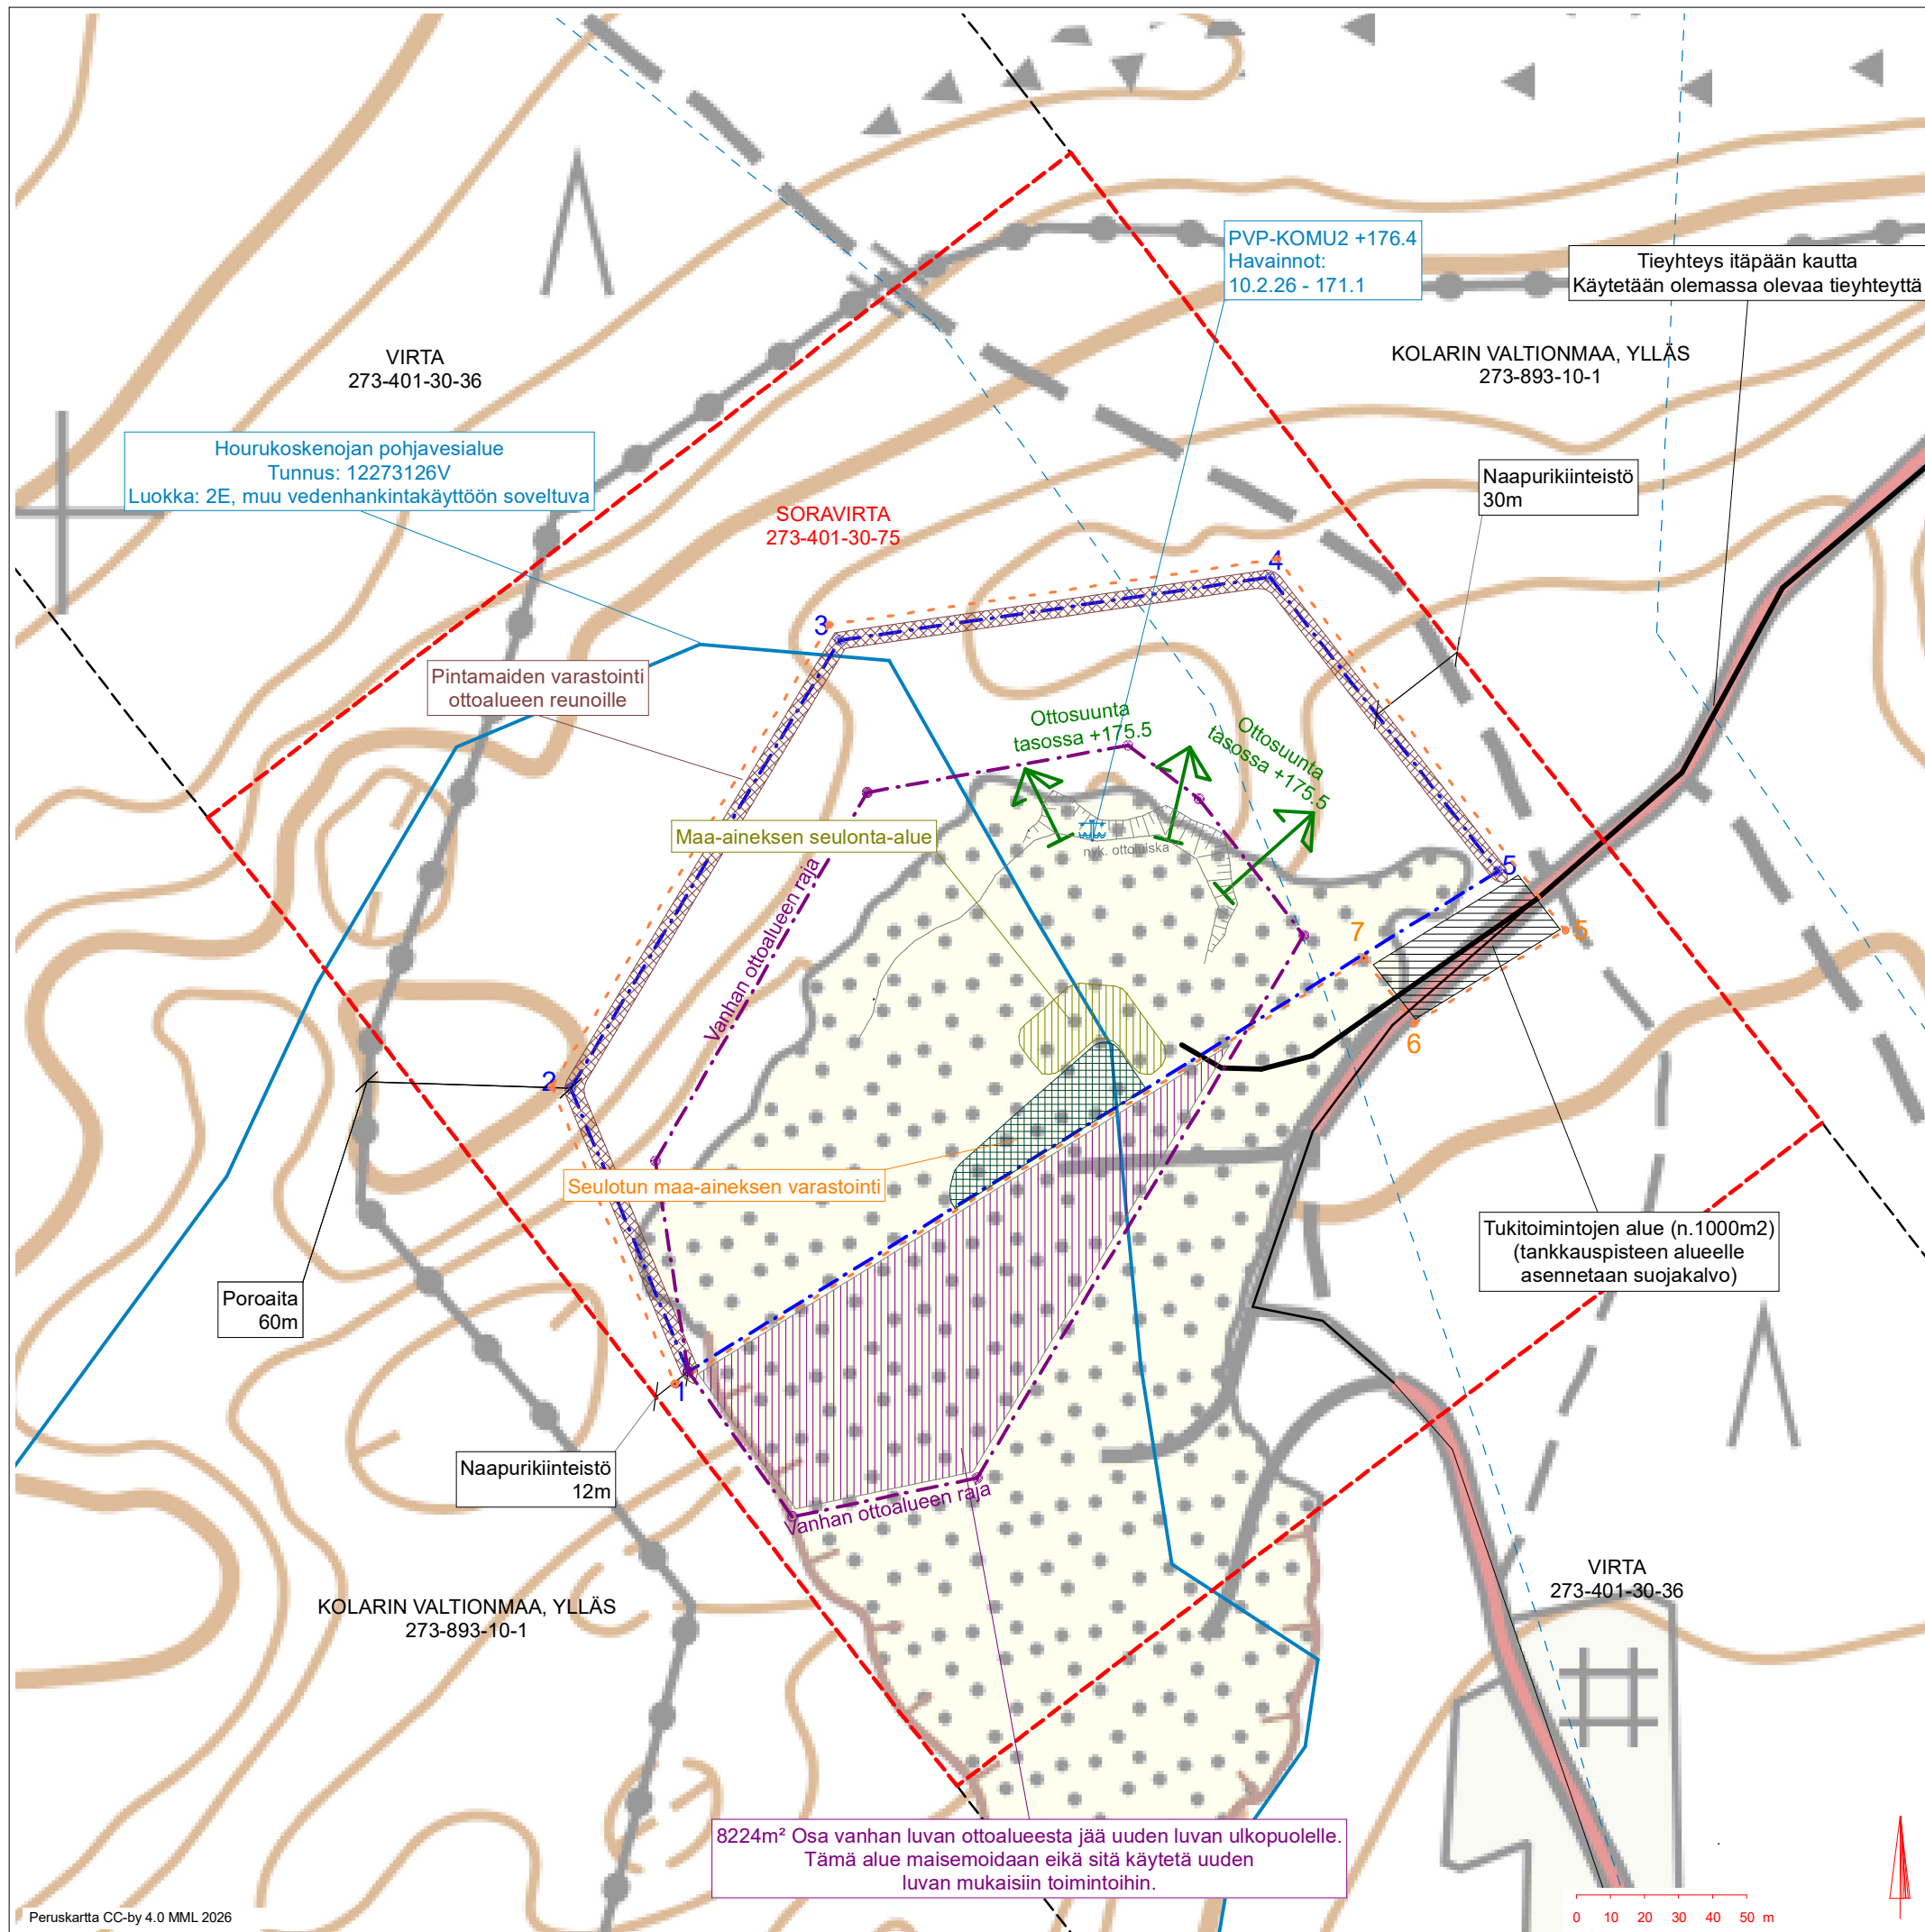 PVP-KOMU2 +176.4
Havainnot:
10.2.26 - 171.1
Tieyhteys itäpään kautta
Käytetään olemassa olevaa tieyhteyttä
VIRTA
273-401-30-36
KOLARIN VALTIONMAA, YLLÄS
273-893-10-1
Hourukoskenojan pohjavesialue
Tunnus: 12273126V
Luokka: 2E, muu vedenhankintakäyttöön soveltuva
Naapurikiinteistö
30m
SORAVIRTA
273-401-30-75
4
3
Pintamaiden varastointi
ottoalueen reunoille
Ottosuunta
tasossa +175.5
Ottosuunta
tasossa +175.5
Maa-aineksen seulonta-alue
nyk. ottoluiska
Vanhan ottoalueen raja
5
7
5
6
2
Seulotun maa-aineksen varastointi
Tukitoimintojen alue (n.1000m2)
(tankkauspisteen alueelle
asennetaan suojakalvo)
Poroaita
60m
1
Naapurikiinteistö
12m
Vanhan ottoalueen raja
VIRTA
273-401-30-36
KOLARIN VALTIONMAA, YLLÄS
273-893-10-1
8224m² Osa vanhan luvan ottoalueesta jää uuden luvan ulkopuolelle.
Tämä alue maisemoidaan eikä sitä käytetä uuden
luvan mukaisiin toimintoihin.
Peruskartta CC-by 4.0 MML 2026
0 10 20 30 40 50 m